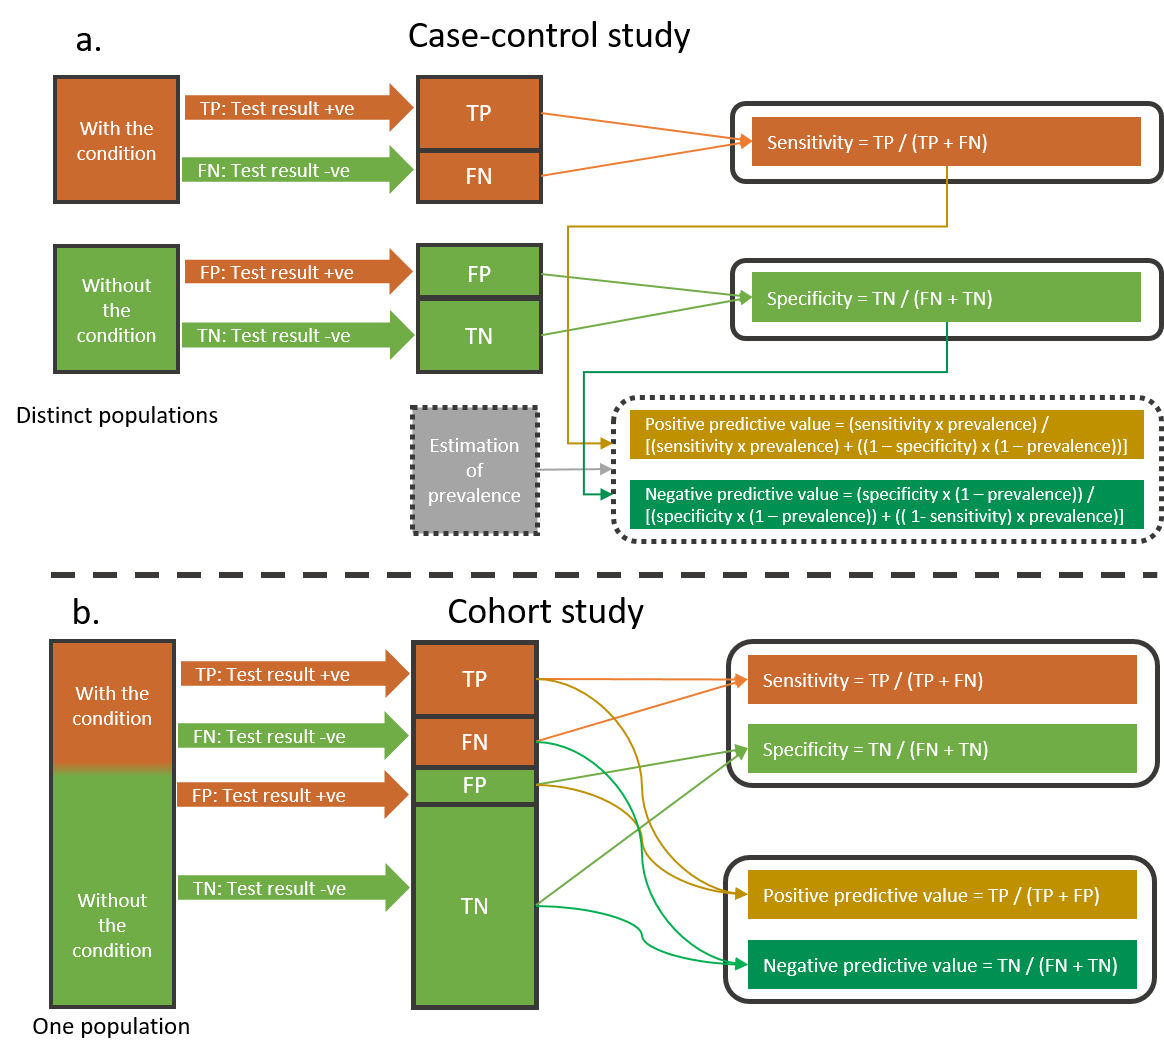 a.
Case-control study
With the
condition
TP: Test result +ve
FN: Test result -ve
TP
FN
Sensitivity = TP / (TP + FN)
Without
the
condition
FP: Test result +ve
TN: Test result -ve
FP
TN
Specificity = TN / (FN + TN)
Distinct populations
Estimation
of
prevalence
Positive predictive value = (sensitivity x prevalence) /
[(sensitivity x prevalence) + ((1 – specificity) x (1 – prevalence))]
Negative predictive value = (specificity x (1 – prevalence)) /
[(specificity x (1 – prevalence)) + (( 1- sensitivity) x prevalence)]
b.
Cohort study
With the
condition
Without
the
condition
TP: Test result +ve
FN: Test result -ve
FP: Test result +ve
TN: Test result -ve
TP
FN
FP
TN
Sensitivity = TP / (TP + FN)
Specificity = TN / (FN + TN)
Positive predictive value = TP / (TP + FP)
Negative predictive value = TN / (FN + TN)
One population